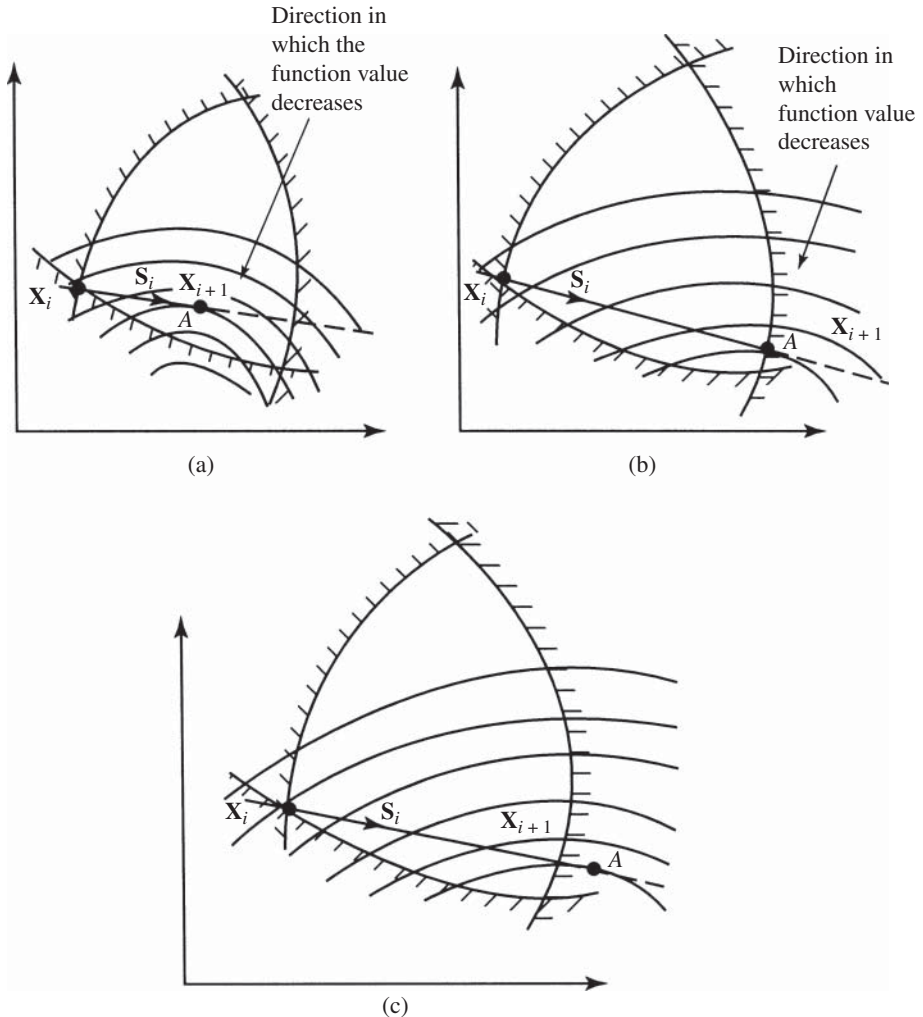 Direction in
which the
function value
decreases
X_i
S_i
X_{i+1}
A
(a)
Direction in
which
function value
decreases
X_i
S_i
X_{i+1}
A
(b)
X_i
S_i
X_{i+1}
A
(c)